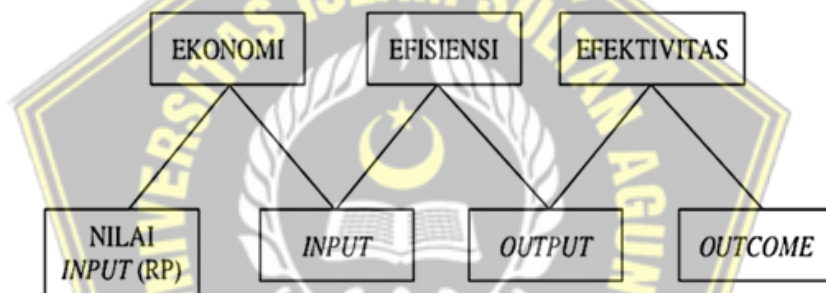 EKONOMI
EFISIENSI
EFEKTIVITAS
NILAI
INPUT (RP)
INPUT
OUTPUT
OUTCOME